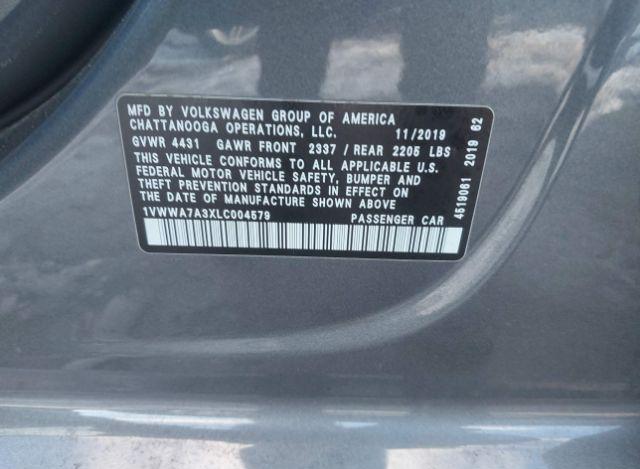 MFD BY VOLKSWAGEN GROUP OF AMERICA
CHATTANOOGA OPERATIONS, LLC. 11/2019
GVWR 4431 GAWR FRONT 2337 / REAR 2205 LBS
THIS VEHICLE CONFORMS TO ALL APPLICABLE U.S.
FEDERAL MOTOR VEHICLE SAFETY, BUMPER AND
THEFT PREVENTION STANDARDS IN EFFECT ON
THE DATE OF MANUFACTURE SHOWN ABOVE
1VWWA7A3XLC004579 PASSENGER CAR
4519061 2019 62